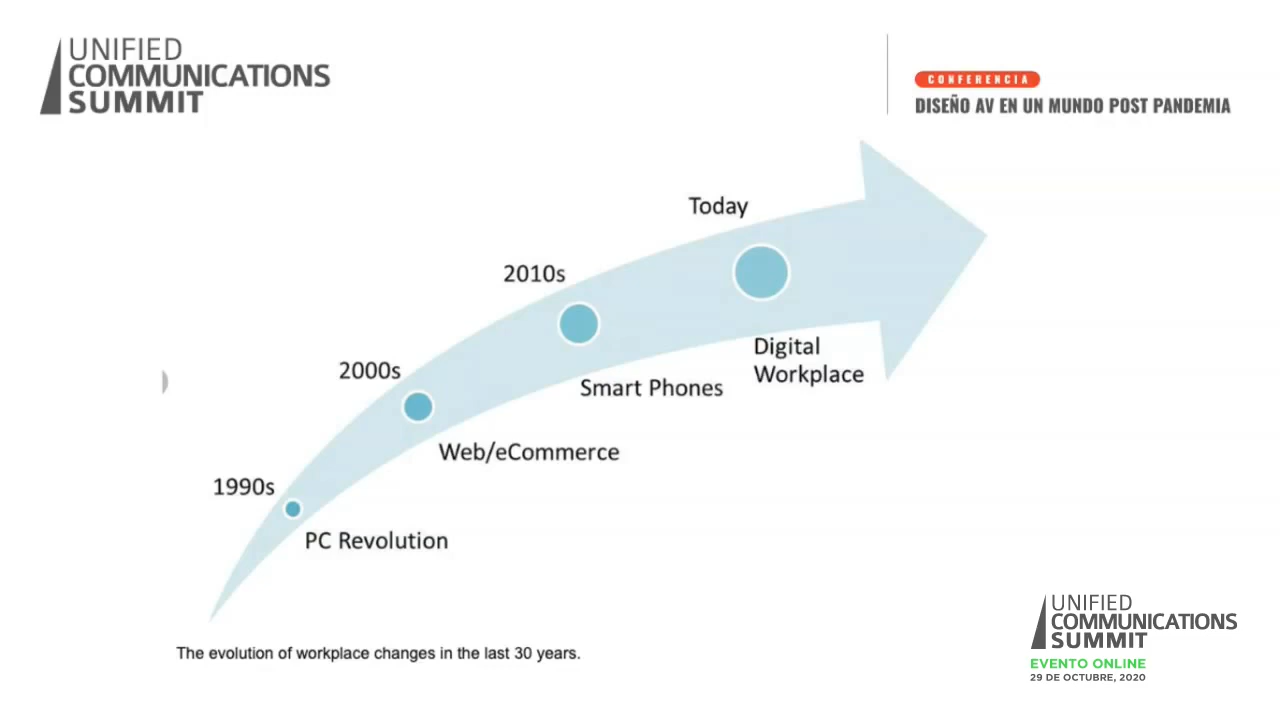 UNIFIED
COMMUNICATIONS
SUMMIT
CONFERENCIA
DISEÑO AV EN UN MUNDO POST PANDEMIA
Today
2010s
Digital
Workplace
2000s
Smart Phones
Web/eCommerce
1990s
PC Revolution
The evolution of workplace changes in the last 30 years.
UNIFIED
COMMUNICATIONS
SUMMIT
EVENTO ONLINE
29 DE OCTUBRE, 2020